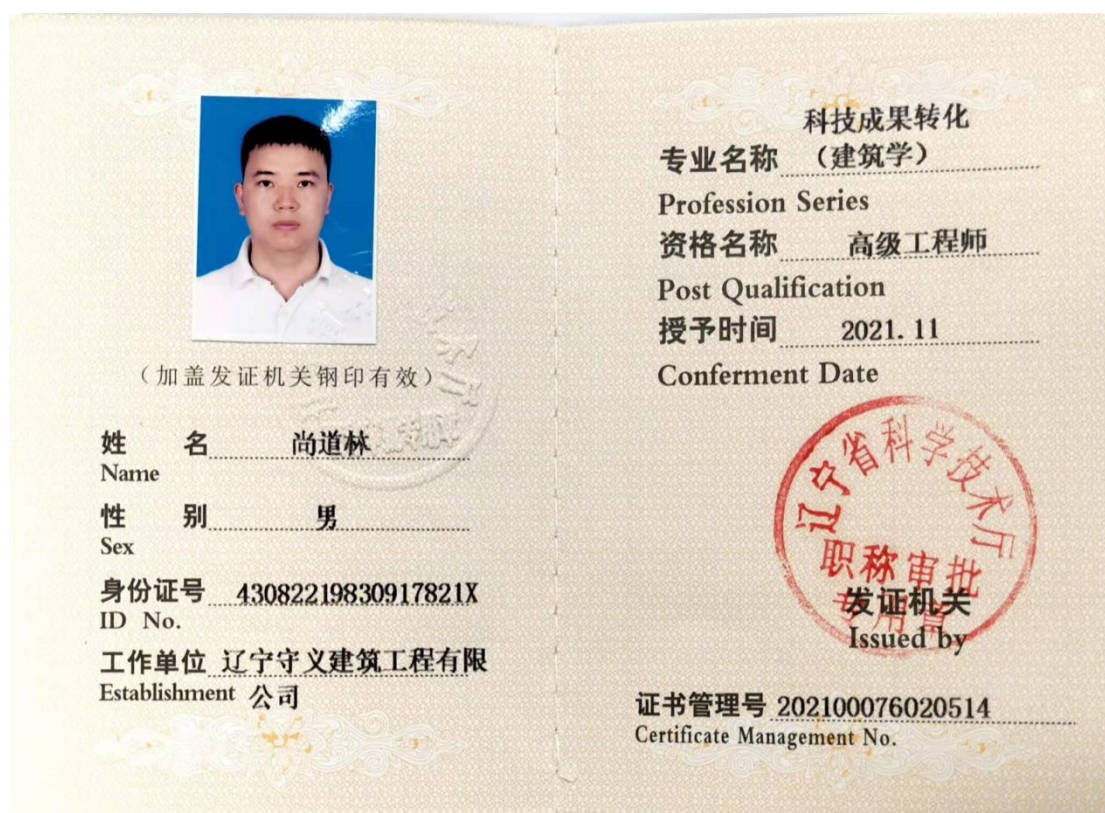 （加盖发证机关钢印有效）
姓 名 尚道林
Name
性 别 男
Sex
身份证号 43082219830917821X
ID No.
工作单位 辽宁守义建筑工程有限
Establishment 公司
科技成果转化
专业名称 （建筑学）
Profession Series
资格名称 高级工程师
Post Qualification
授予时间 2021.11
Conferment Date
辽宁省科学技术厅
职称审批
专用章
发证机关
Issued by
证书管理号 202100076020514
Certificate Management No.